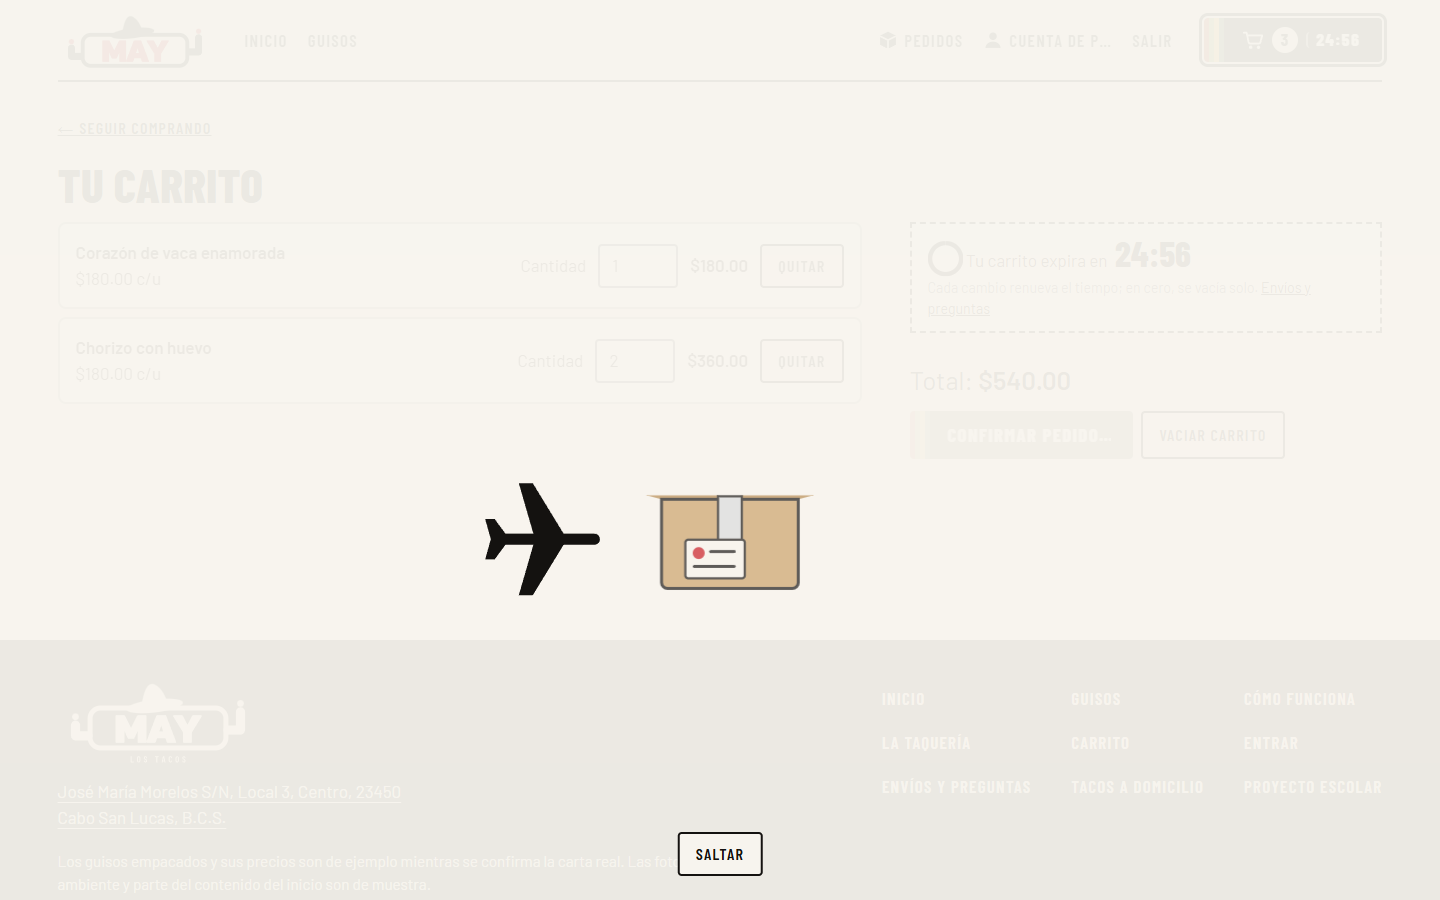 MAY
INICIO
GUISOS
PEDIDOS
CUENTA DE P...
SALIR
3
24:56
← SEGUIR COMPRANDO
TU CARRITO
Corazón de vaca enamorada
$180.00 c/u
Cantidad
1
$180.00
QUITAR
Chorizo con huevo
$180.00 c/u
Cantidad
2
$360.00
QUITAR
Tu carrito expira en 24:56
Cada cambio renueva el tiempo; en cero, se vacía solo. Envíos y
preguntas
Total: $540.00
CONFIRMAR PEDIDO...
VACIAR CARRITO
MAY
LOS TACOS
José María Morelos S/N, Local 3, Centro, 23450
Cabo San Lucas, B.C.S.
Los guisos empacados y sus precios son de ejemplo mientras se confirma la carta real. Las
ambiente y parte del contenido del inicio son de muestra.
INICIO
GUISOS
CÓMO FUNCIONA
LA TAQUERÍA
CARRITO
ENTRAR
ENVÍOS Y PREGUNTAS
TACOS A DOMICILIO
PROYECTO ESCOLAR
SALTAR